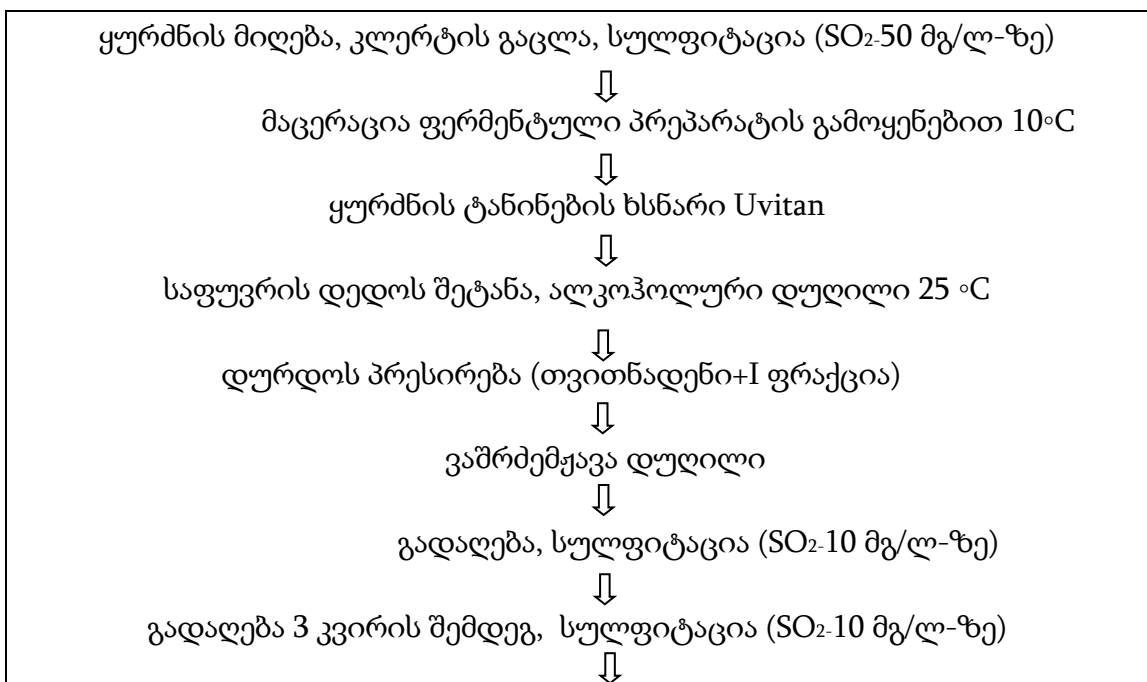 ყურძნის მიღება, კლერტის გაცლა, სულფიტაცია (SO₂-50 მგ/ლ-ზე)
⇩
მაცერაცია ფერმენტული პრეპარატის გამოყენებით 10◦C
⇩
ყურძნის ტანინების ხსნარი Uvitan
⇩
საფუვრის დედოს შეტანა, ალკოჰოლური დუღილი 25 ◦C
⇩
დურდოს პრესირება (თვითნადენი+I ფრაქცია)
⇩
ვაშრძემჟავა დუღილი
⇩
გადაღება, სულფიტაცია (SO₂-10 მგ/ლ-ზე)
⇩
გადაღება 3 კვირის შემდეგ, სულფიტაცია (SO₂-10 მგ/ლ-ზე)
⇩